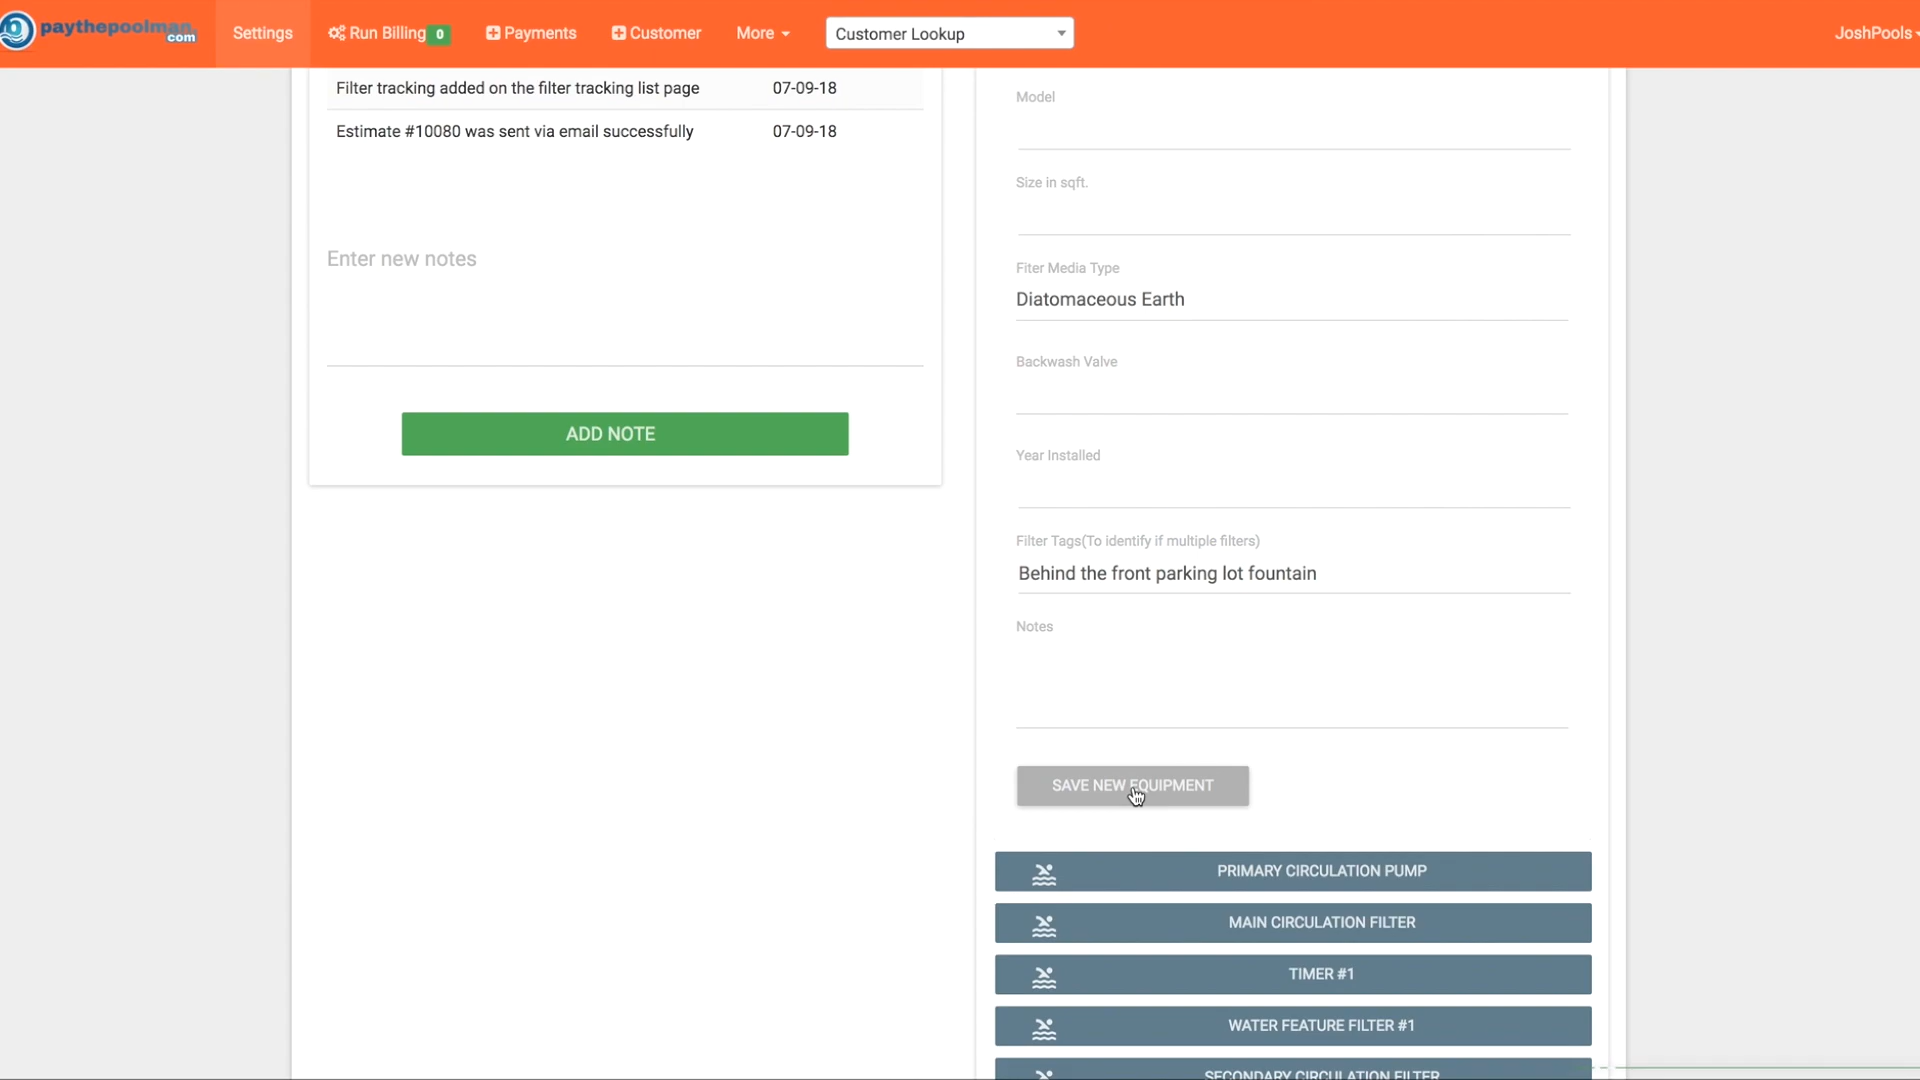 paythepoolman
.com
Settings
Run Billing 0
Payments
Customer
More
Customer Lookup
JoshPools
Filter tracking added on the filter tracking list page 07-09-18
Estimate #10080 was sent via email successfully 07-09-18
Enter new notes
ADD NOTE
Model
Size in sqft.
Fiter Media Type
Diatomaceous Earth
Backwash Valve
Year Installed
Filter Tags(To identify if multiple filters)
Behind the front parking lot fountain
Notes
SAVE NEW EQUIPMENT
PRIMARY CIRCULATION PUMP
MAIN CIRCULATION FILTER
TIMER #1
WATER FEATURE FILTER #1
SECONDARY CIRCULATION FILTER